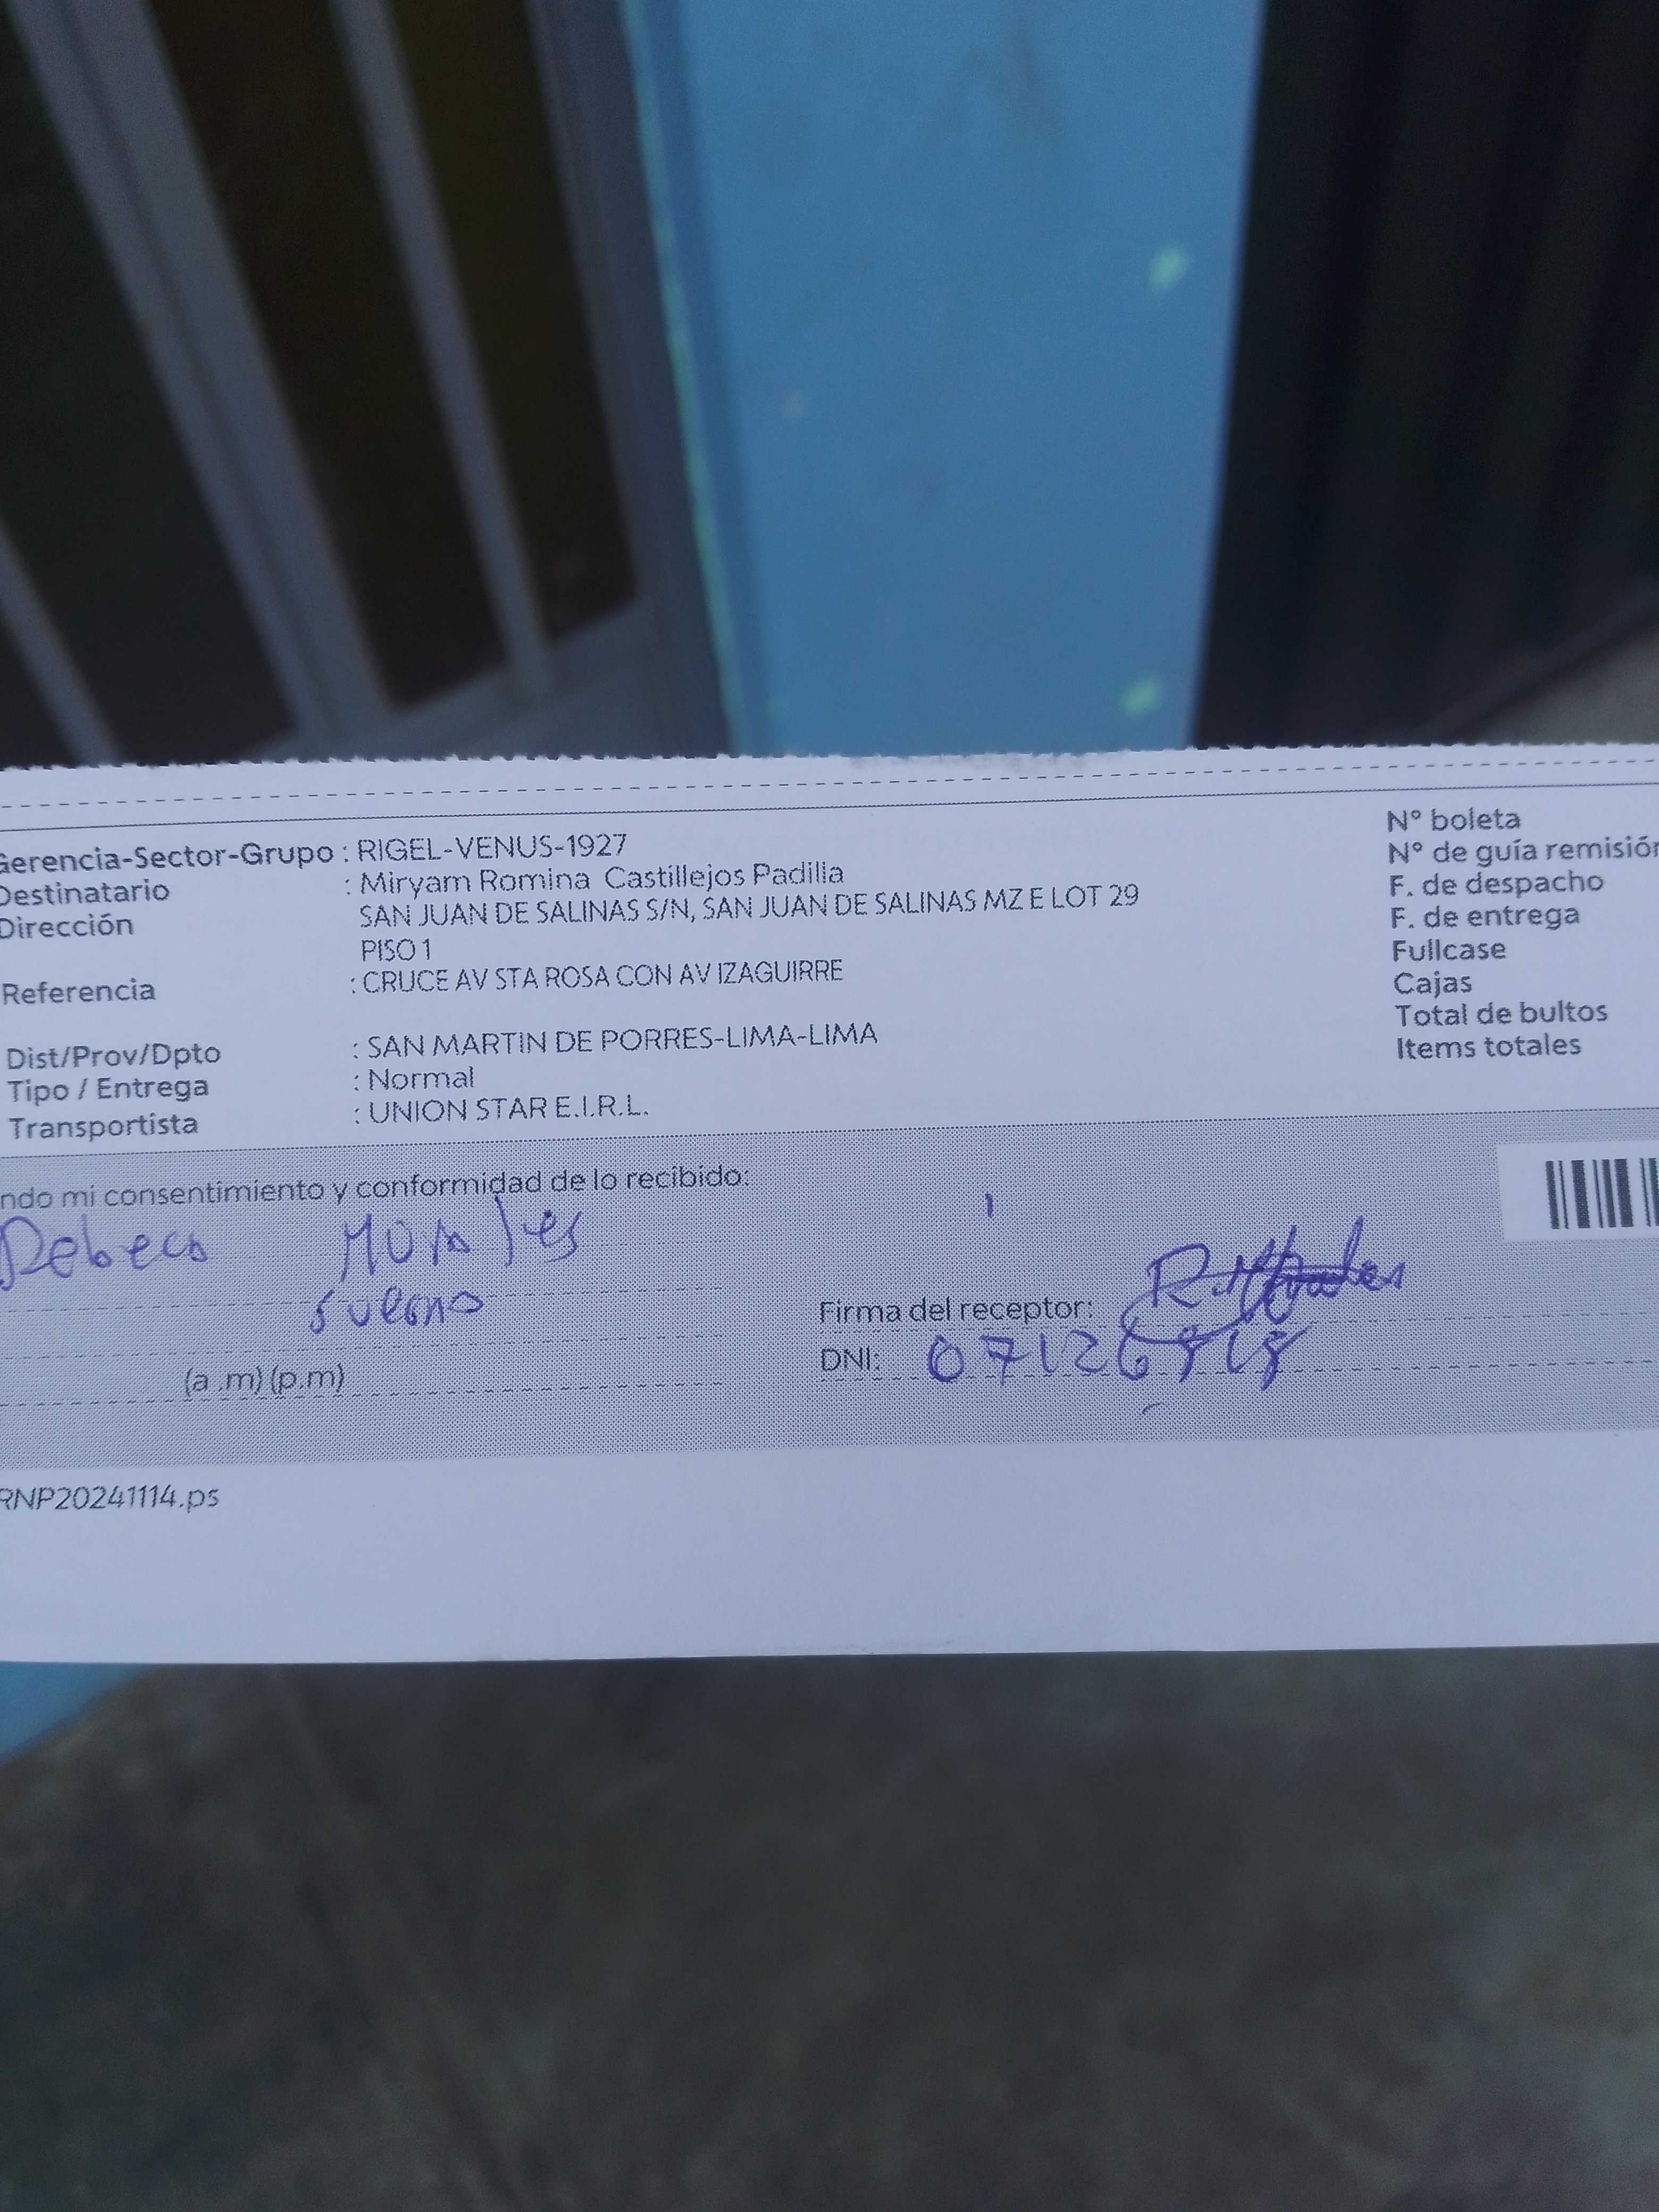 Gerencia-Sector-Grupo : RIGEL-VENUS-1927
Destinatario : Miryam Romina Castillejos Padilla
Dirección SAN JUAN DE SALINAS S/N, SAN JUAN DE SALINAS MZ E LOT 29
PISO 1
Referencia : CRUCE AV STA ROSA CON AV IZAGUIRRE
Dist/Prov/Dpto : SAN MARTIN DE PORRES-LIMA-LIMA
Tipo / Entrega : Normal
Transportista : UNION STAR E.I.R.L.
N° boleta
N° de guía remisión
F. de despacho
F. de entrega
Fullcase
Cajas
Total de bultos
Items totales
ndo mi consentimiento y conformidad de lo recibido:
Morales
Firma del receptor:
DNI:
(a .m) (p.m)
RNP20241114.ps